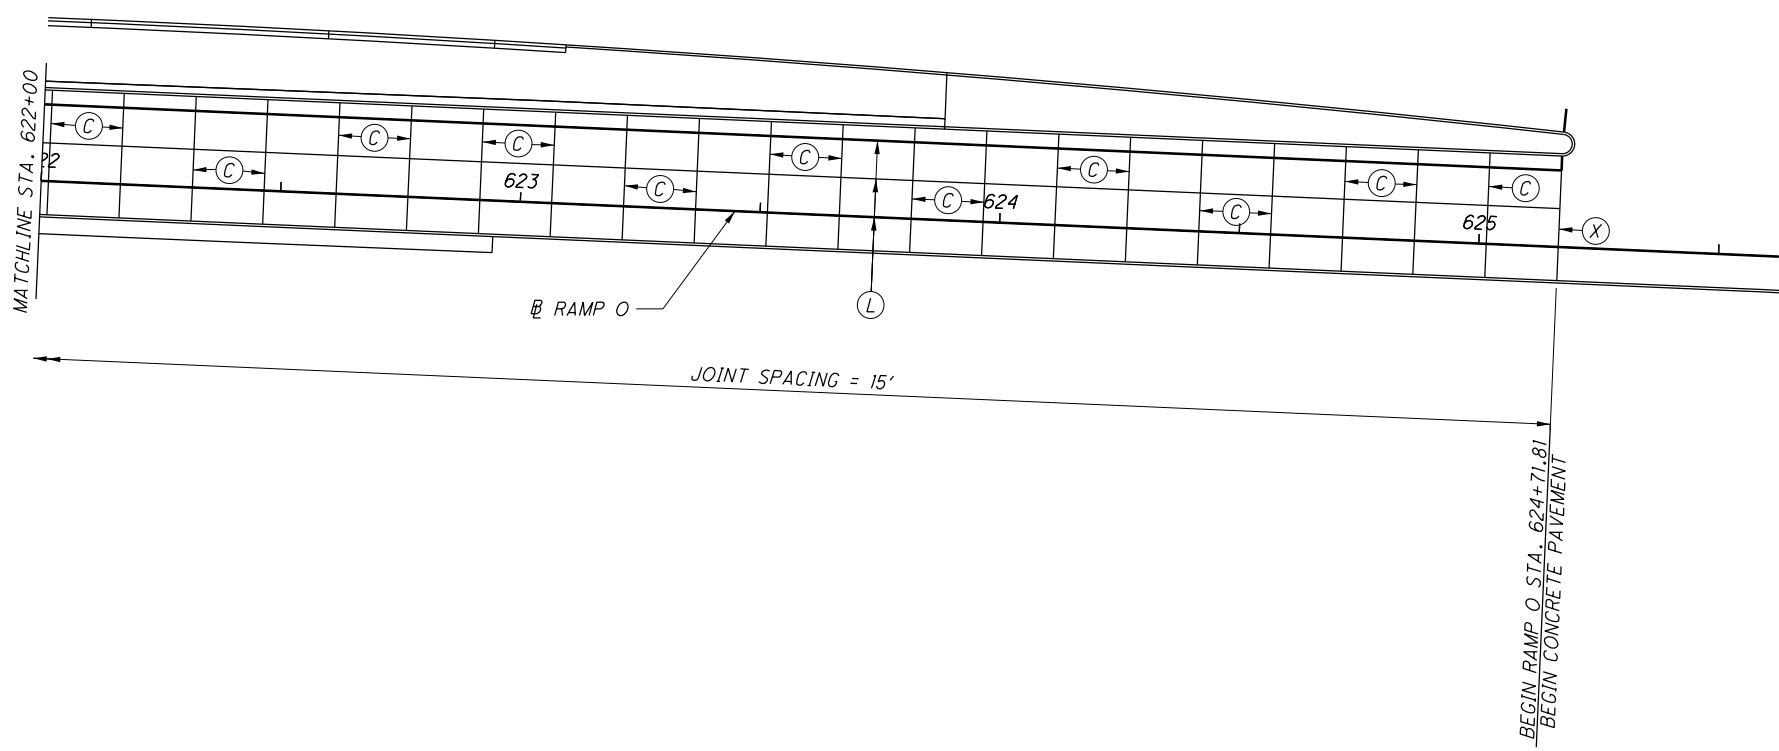 MATCHLINE STA. 622+00
C
C
C
C
C
C
C
C
C
C
C
C
22
623
624
625
X
L
℄ RAMP O
JOINT SPACING = 15'
BEGIN RAMP O STA. 624+71.81
BEGIN CONCRETE PAVEMENT